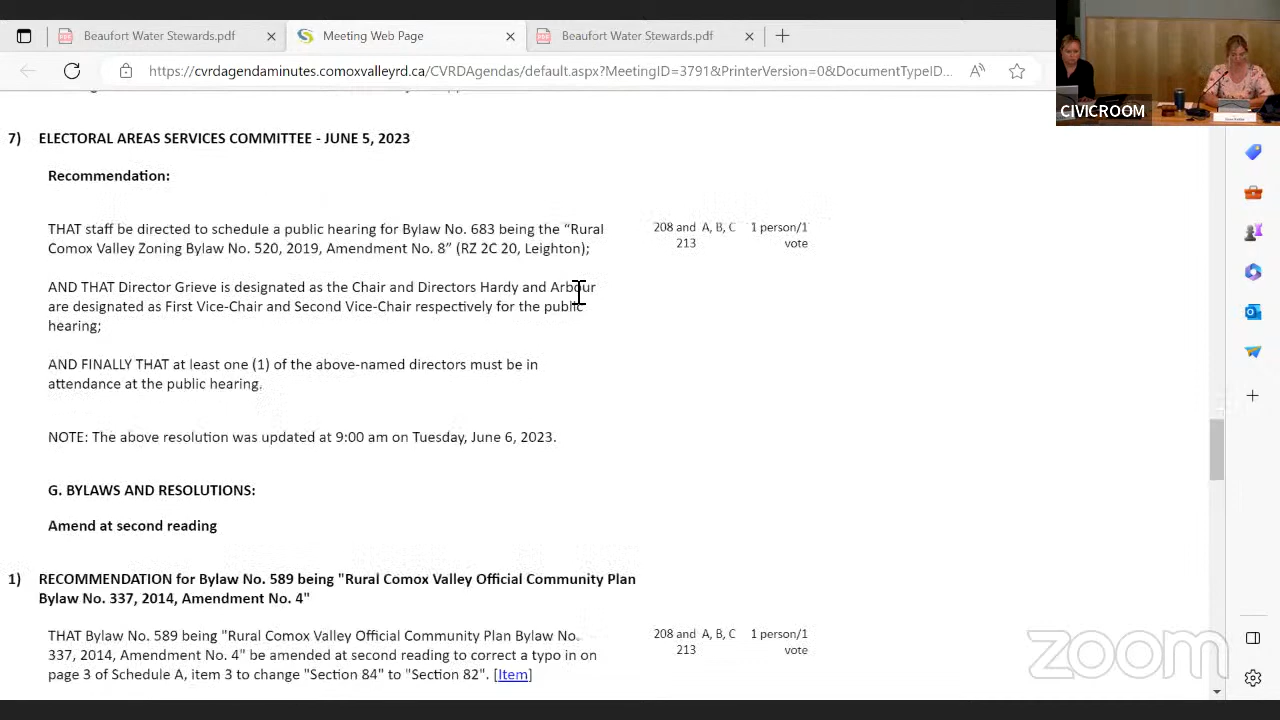 Beaufort Water Stewards.pdf
Meeting Web Page
Beaufort Water Stewards.pdf
https://cvrdagendaminutes.comoxvalleyrd.ca/CVRDAgendas/default.aspx?MeetingID=3791&PrinterVersion=0&DocumentTypeID...
CIVICROOM
7) ELECTORAL AREAS SERVICES COMMITTEE - JUNE 5, 2023
Recommendation:
THAT staff be directed to schedule a public hearing for Bylaw No. 683 being the “Rural 208 and A, B, C 1 person/1
Comox Valley Zoning Bylaw No. 520, 2019, Amendment No. 8” (RZ 2C 20, Leighton); 213 vote
AND THAT Director Grieve is designated as the Chair and Directors Hardy and Arbour
are designated as First Vice-Chair and Second Vice-Chair respectively for the public
hearing;
AND FINALLY THAT at least one (1) of the above-named directors must be in
attendance at the public hearing.
NOTE: The above resolution was updated at 9:00 am on Tuesday, June 6, 2023.
G. BYLAWS AND RESOLUTIONS:
Amend at second reading
1) RECOMMENDATION for Bylaw No. 589 being "Rural Comox Valley Official Community Plan
Bylaw No. 337, 2014, Amendment No. 4"
THAT Bylaw No. 589 being "Rural Comox Valley Official Community Plan Bylaw No. 208 and A, B, C 1 person/1
337, 2014, Amendment No. 4" be amended at second reading to correct a typo in on 213 vote
page 3 of Schedule A, item 3 to change "Section 84" to "Section 82". [Item]
zoom